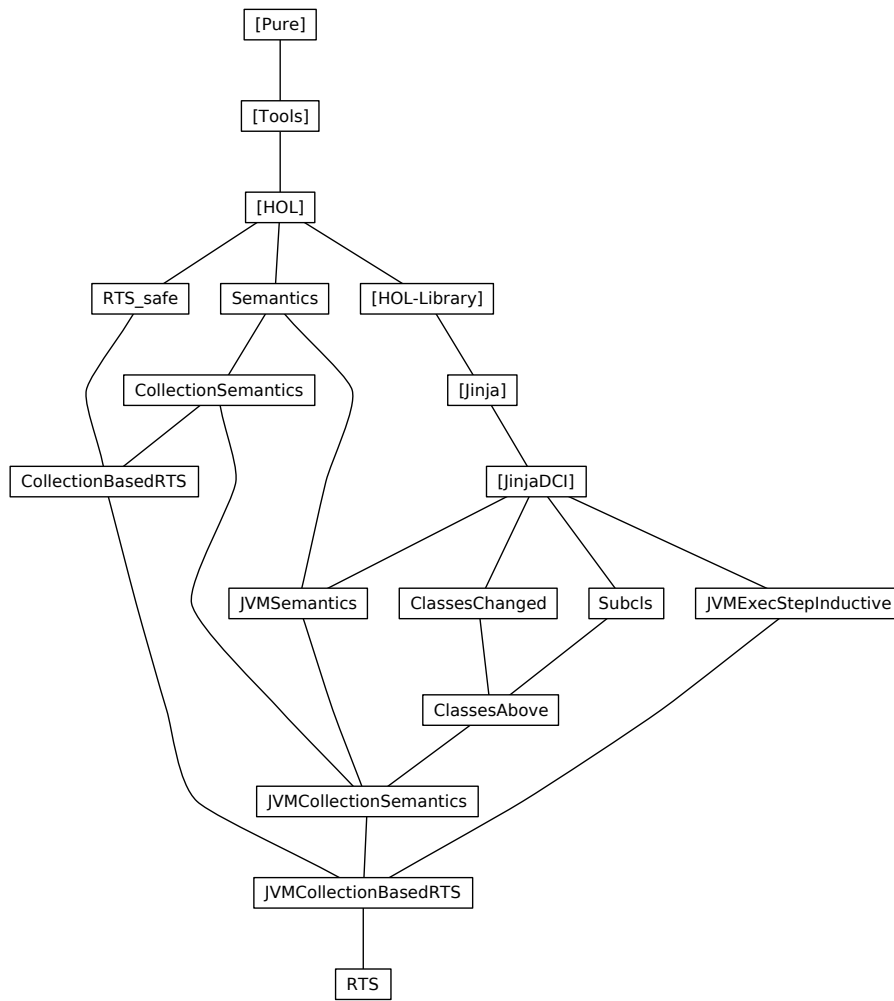 [Pure]
[Tools]
[HOL]
RTS_safe
Semantics
[HOL-Library]
CollectionSemantics
[Jinja]
CollectionBasedRTS
[JinjaDCI]
JVMSemantics
ClassesChanged
Subcls
JVMExecStepInductive
ClassesAbove
JVMCollectionSemantics
JVMCollectionBasedRTS
RTS